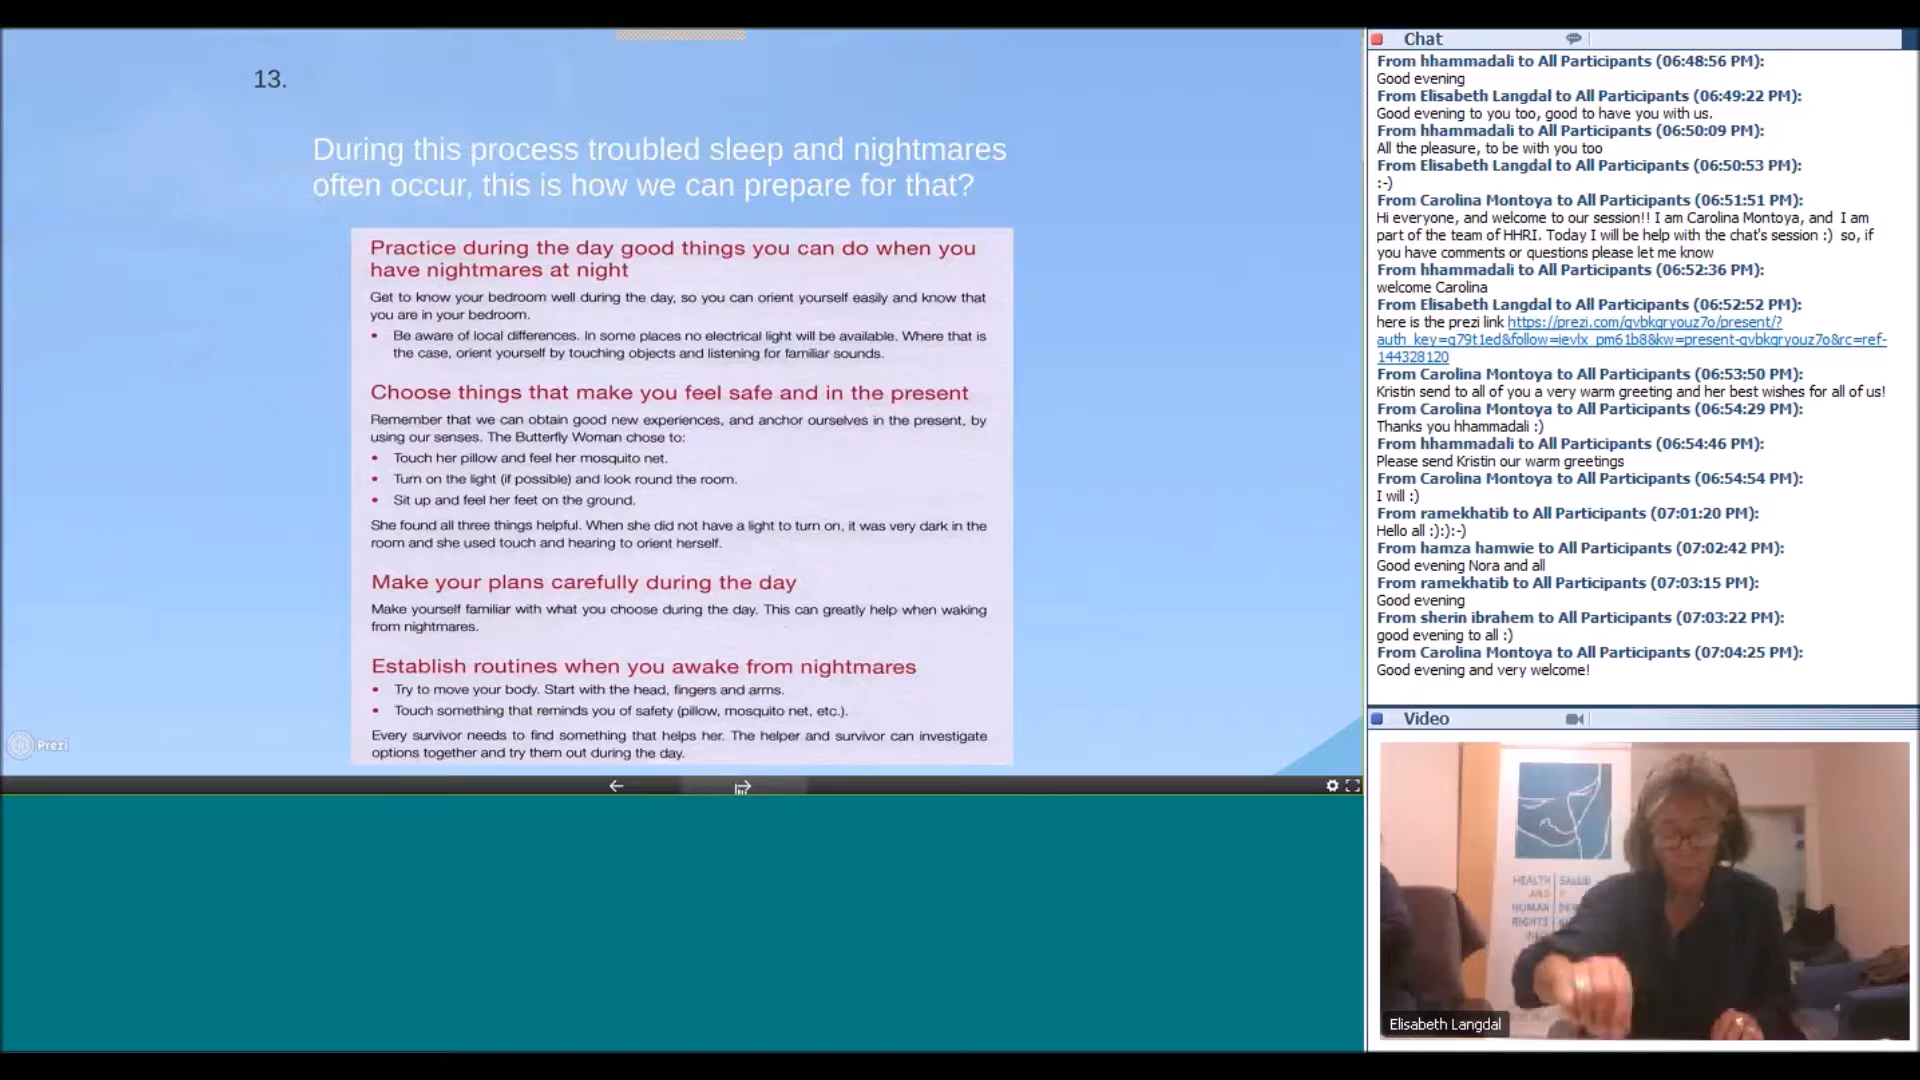 13.
During this process troubled sleep and nightmares
often occur, this is how we can prepare for that?
Practice during the day good things you can do when you
have nightmares at night
Get to know your bedroom well during the day, so you can orient yourself easily and know that
you are in your bedroom.
• Be aware of local differences. In some places no electrical light will be available. Where that is
the case, orient yourself by touching objects and listening for familiar sounds.
Choose things that make you feel safe and in the present
Remember that we can obtain good new experiences, and anchor ourselves in the present, by
using our senses. The Butterfly Woman chose to:
• Touch her pillow and feel her mosquito net.
• Turn on the light (if possible) and look round the room.
• Sit up and feel her feet on the ground.
She found all three things helpful. When she did not have a light to turn on, it was very dark in the
room and she used touch and hearing to orient herself.
Make your plans carefully during the day
Make yourself familiar with what you choose during the day. This can greatly help when waking
from nightmares.
Establish routines when you awake from nightmares
• Try to move your body. Start with the head, fingers and arms.
• Touch something that reminds you of safety (pillow, mosquito net, etc.).
Every survivor needs to find something that helps her. The helper and survivor can investigate
options together and try them out during the day.
Prezi
Chat
From hhammadali to All Participants (06:48:56 PM):
Good evening
From Elisabeth Langdal to All Participants (06:49:22 PM):
Good evening to you too, good to have you with us.
From hhammadali to All Participants (06:50:09 PM):
All the pleasure, to be with you too
From Elisabeth Langdal to All Participants (06:50:53 PM):
:-)
From Carolina Montoya to All Participants (06:51:51 PM):
Hi everyone, and welcome to our session!! I am Carolina Montoya, and I am
part of the team of HHRI. Today I will be help with the chat's session :) so, if
you have comments or questions please let me know
From hhammadali to All Participants (06:52:36 PM):
welcome Carolina
From Elisabeth Langdal to All Participants (06:52:52 PM):
here is the prezi link https://prezi.com/qvbkqryouz7o/present/?
auth_key=q79t1ed&follow=ievlx_pm61b8&kw=present-qvbkqryouz7o&rc=ref-
144328120
From Carolina Montoya to All Participants (06:53:50 PM):
Kristin send to all of you a very warm greeting and her best wishes for all of us!
From Carolina Montoya to All Participants (06:54:29 PM):
Thanks you hhammadali :)
From hhammadali to All Participants (06:54:46 PM):
Please send Kristin our warm greetings
From Carolina Montoya to All Participants (06:54:54 PM):
I will :)
From ramekhatib to All Participants (07:01:20 PM):
Hello all :):):-)
From hamza hamwie to All Participants (07:02:42 PM):
Good evening Nora and all
From ramekhatib to All Participants (07:03:15 PM):
Good evening
From sherin ibrahem to All Participants (07:03:22 PM):
good evening to all :)
From Carolina Montoya to All Participants (07:04:25 PM):
Good evening and very welcome!
Video
HEALTH SALUD
AND Y
HUMAN
RIGHTS
Elisabeth Langdal